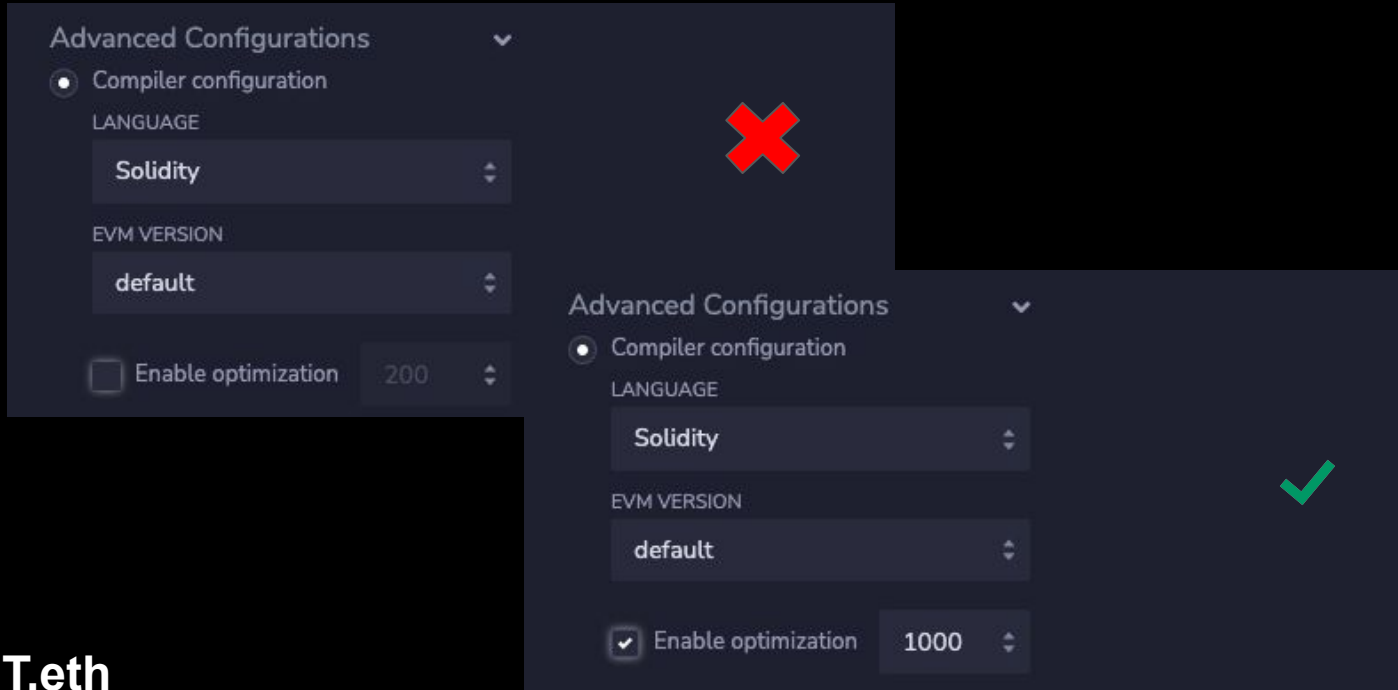 Advanced Configurations
Compiler configuration
LANGUAGE
Solidity
EVM VERSION
default
Enable optimization 200
Advanced Configurations
Compiler configuration
LANGUAGE
Solidity
EVM VERSION
default
Enable optimization 1000
T.eth